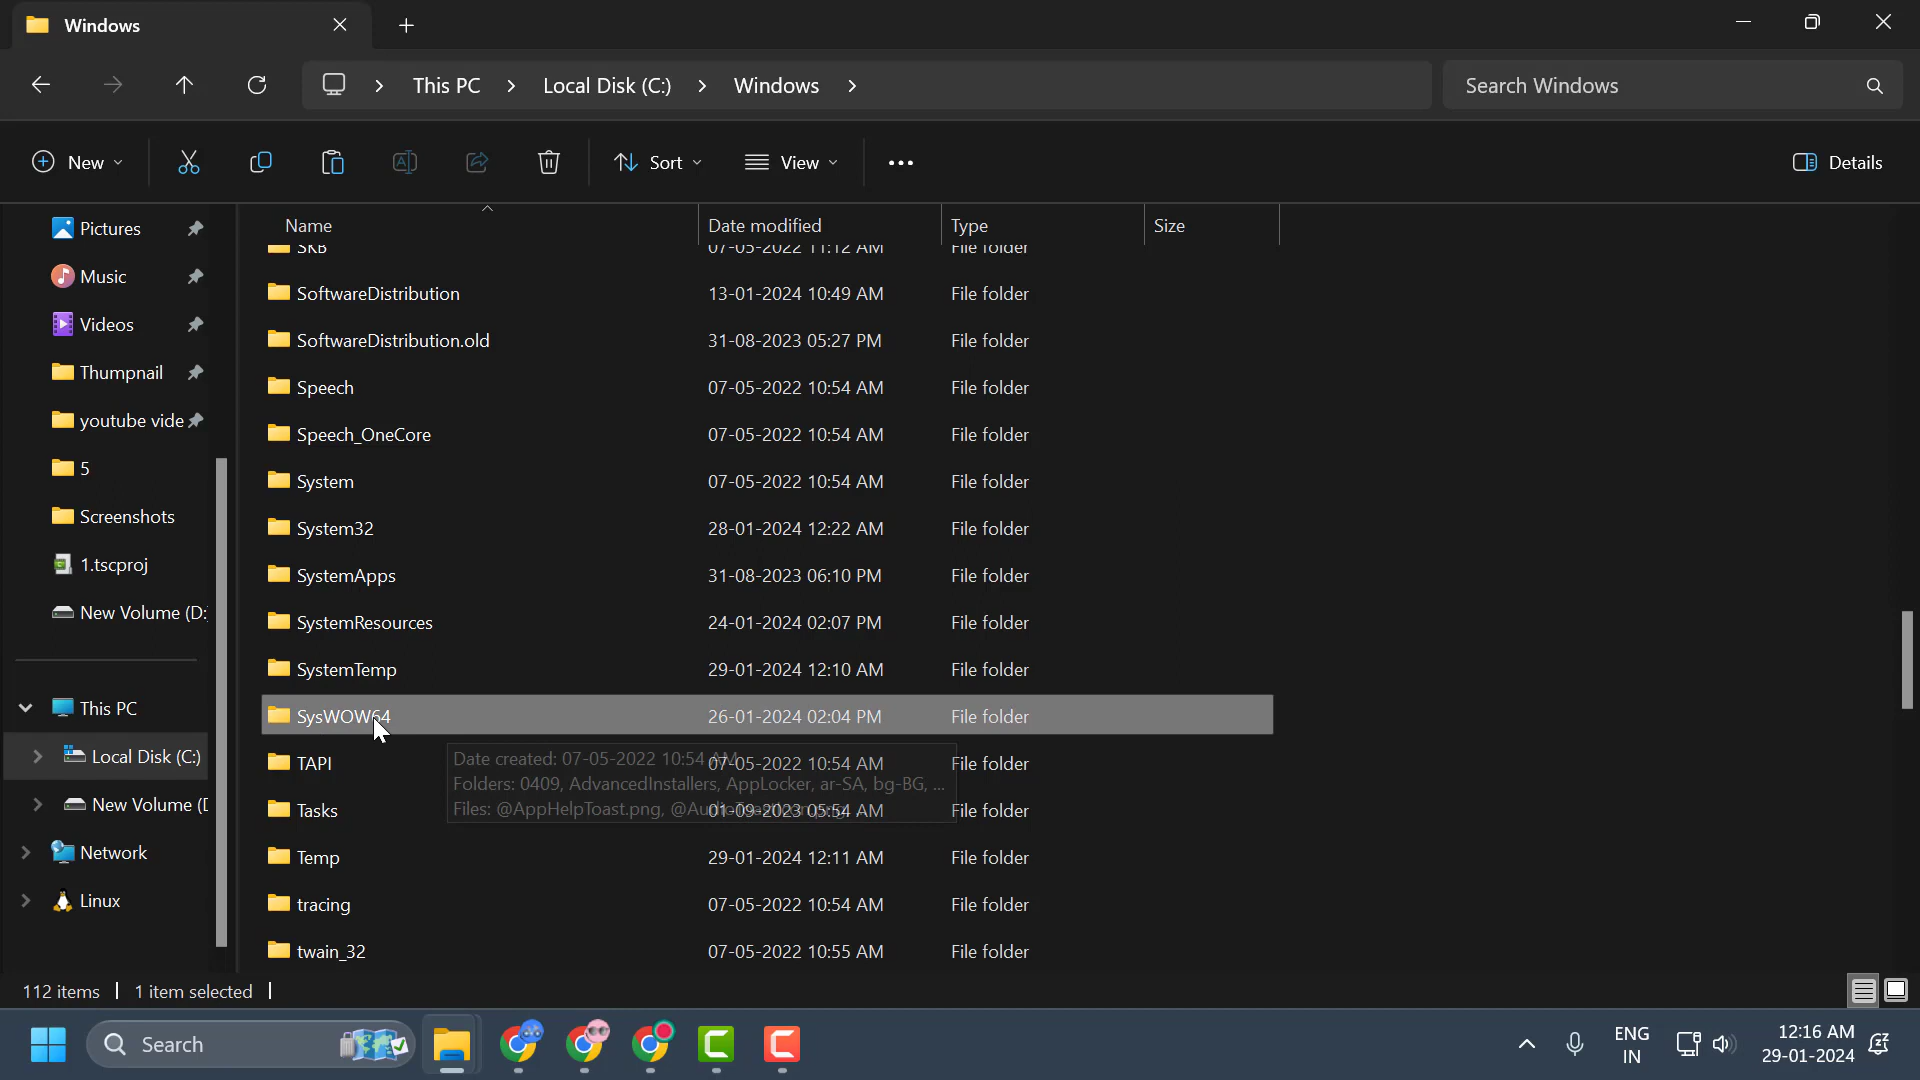 Windows
This PC > Local Disk (C:) > Windows >
Search Windows
New
Sort
View
Details
Name Date modified Type Size
SKB 07-05-2022 11:12 AM File folder
SoftwareDistribution 13-01-2024 10:49 AM File folder
SoftwareDistribution.old 31-08-2023 05:27 PM File folder
Speech 07-05-2022 10:54 AM File folder
Speech_OneCore 07-05-2022 10:54 AM File folder
System 07-05-2022 10:54 AM File folder
System32 28-01-2024 12:22 AM File folder
SystemApps 31-08-2023 06:10 PM File folder
SystemResources 24-01-2024 02:07 PM File folder
SystemTemp 29-01-2024 12:10 AM File folder
SysWOW64 26-01-2024 02:04 PM File folder
TAPI 07-05-2022 10:54 AM File folder
Tasks 01-09-2023 05:54 AM File folder
Temp 29-01-2024 12:11 AM File folder
tracing 07-05-2022 10:54 AM File folder
twain_32 07-05-2022 10:55 AM File folder
Date created: 07-05-2022 10:54 AM
Folders: 0409, AdvancedInstallers, AppLocker, ar-SA, bg-BG, ...
Files: @AppHelpToast.png, @AudioToastIcon.png, ...
Pictures
Music
Videos
Thumpnail
youtube vide
5
Screenshots
1.tscproj
New Volume (D:
This PC
Local Disk (C:)
New Volume (D
Network
Linux
112 items | 1 item selected |
Search
ENG
IN
12:16 AM
29-01-2024